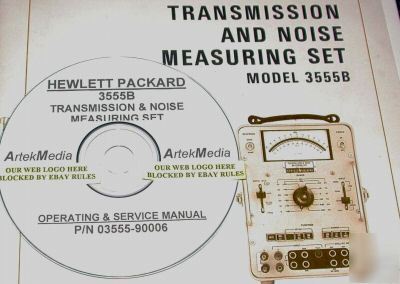 TRANSMISSION
AND NOISE
MEASURING SET
MODEL 3555B
HEWLETT PACKARD
3555B
TRANSMISSION & NOISE
MEASURING SET
ArtekMedia
ArtekMedia
OUR WEB LOGO HERE
BLOCKED BY EBAY RULES
OUR WEB LOGO HERE
BLOCKED BY EBAY RULES
OPERATING & SERVICE MANUAL
P/N 03555-90006